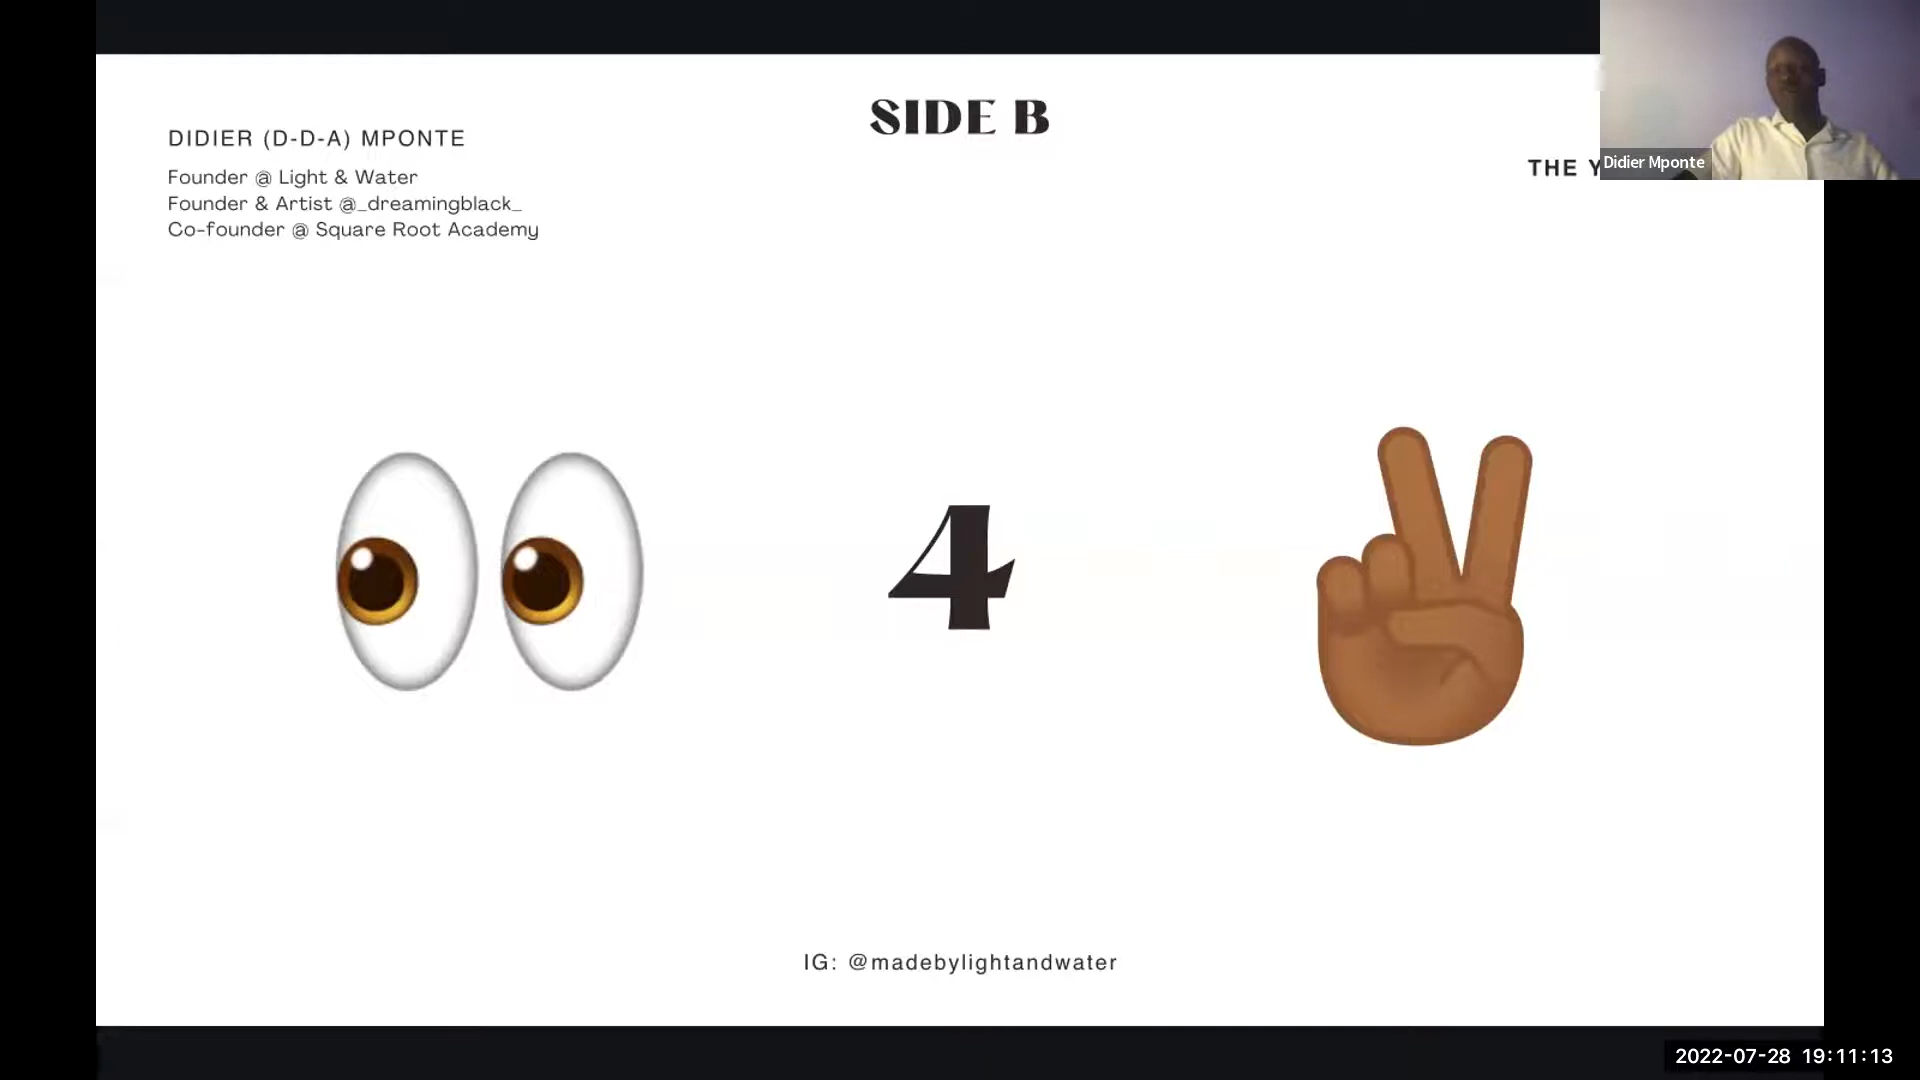 SIDE B
DIDIER (D-D-A) MPONTE
Founder @ Light & Water
Founder & Artist @_dreamingblack_
Co-founder @ Square Root Academy
THE
Didier Mponte
4
IG: @madebylightandwater
2022-07-28 19:11:13